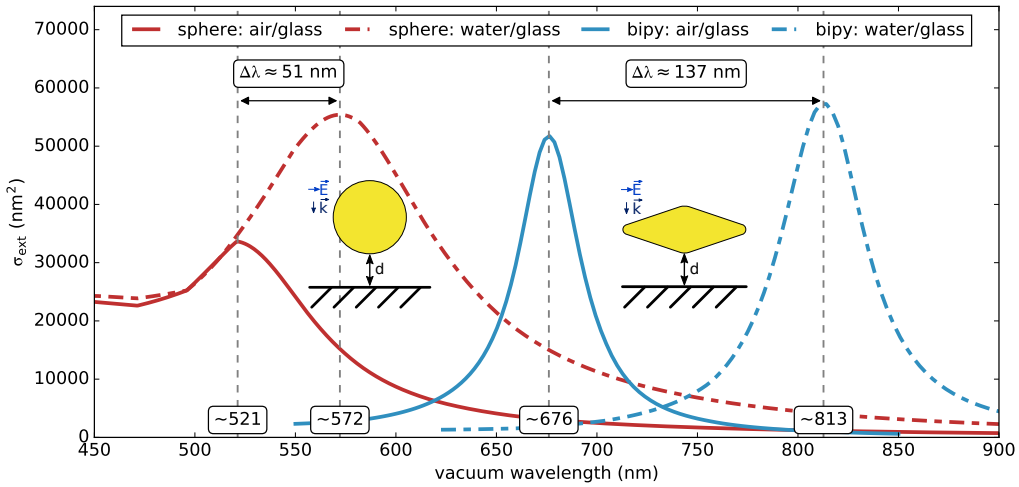 sphere: air/glass
sphere: water/glass
bipy: air/glass
bipy: water/glass
Δλ ≈ 51 nm
Δλ ≈ 137 nm
70000
60000
50000
40000
30000
20000
10000
0
σext (nm²)
E⃗
k⃗
d
E⃗
k⃗
d
~521
~572
~676
~813
450
500
550
600
650
700
750
800
850
900
vacuum wavelength (nm)